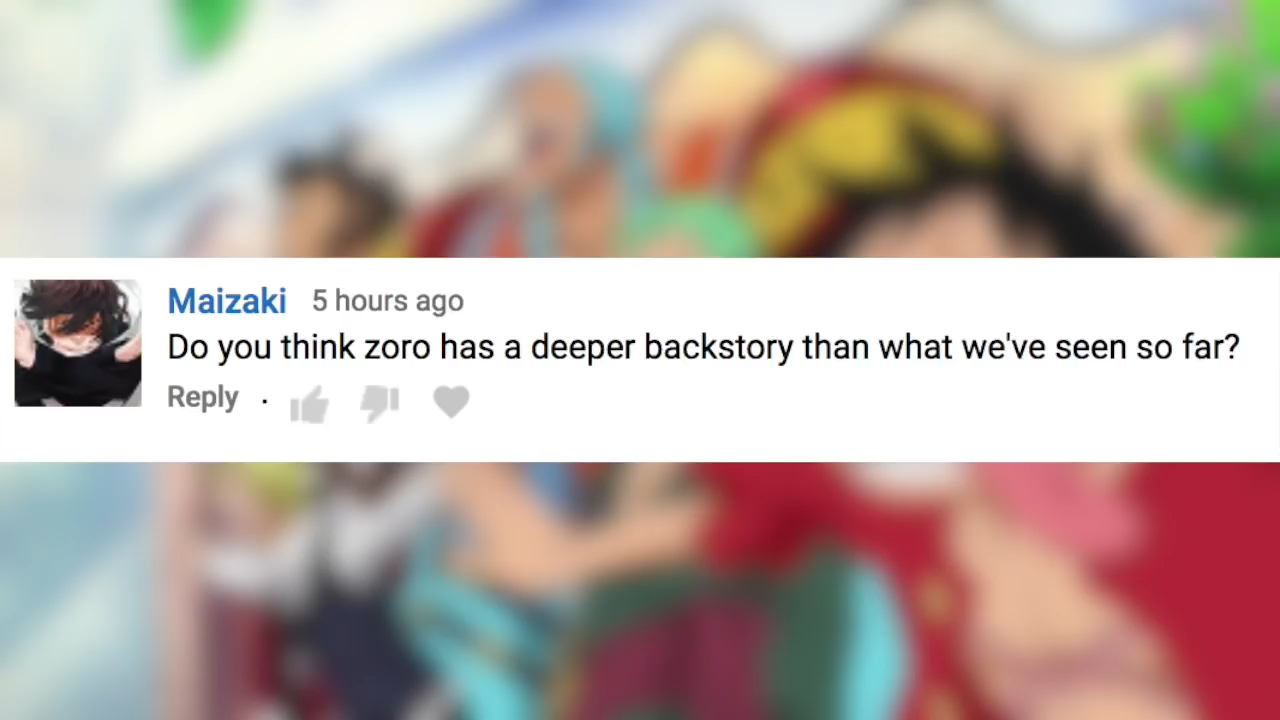 Maizaki 5 hours ago
Do you think zoro has a deeper backstory than what we've seen so far?
Reply ·